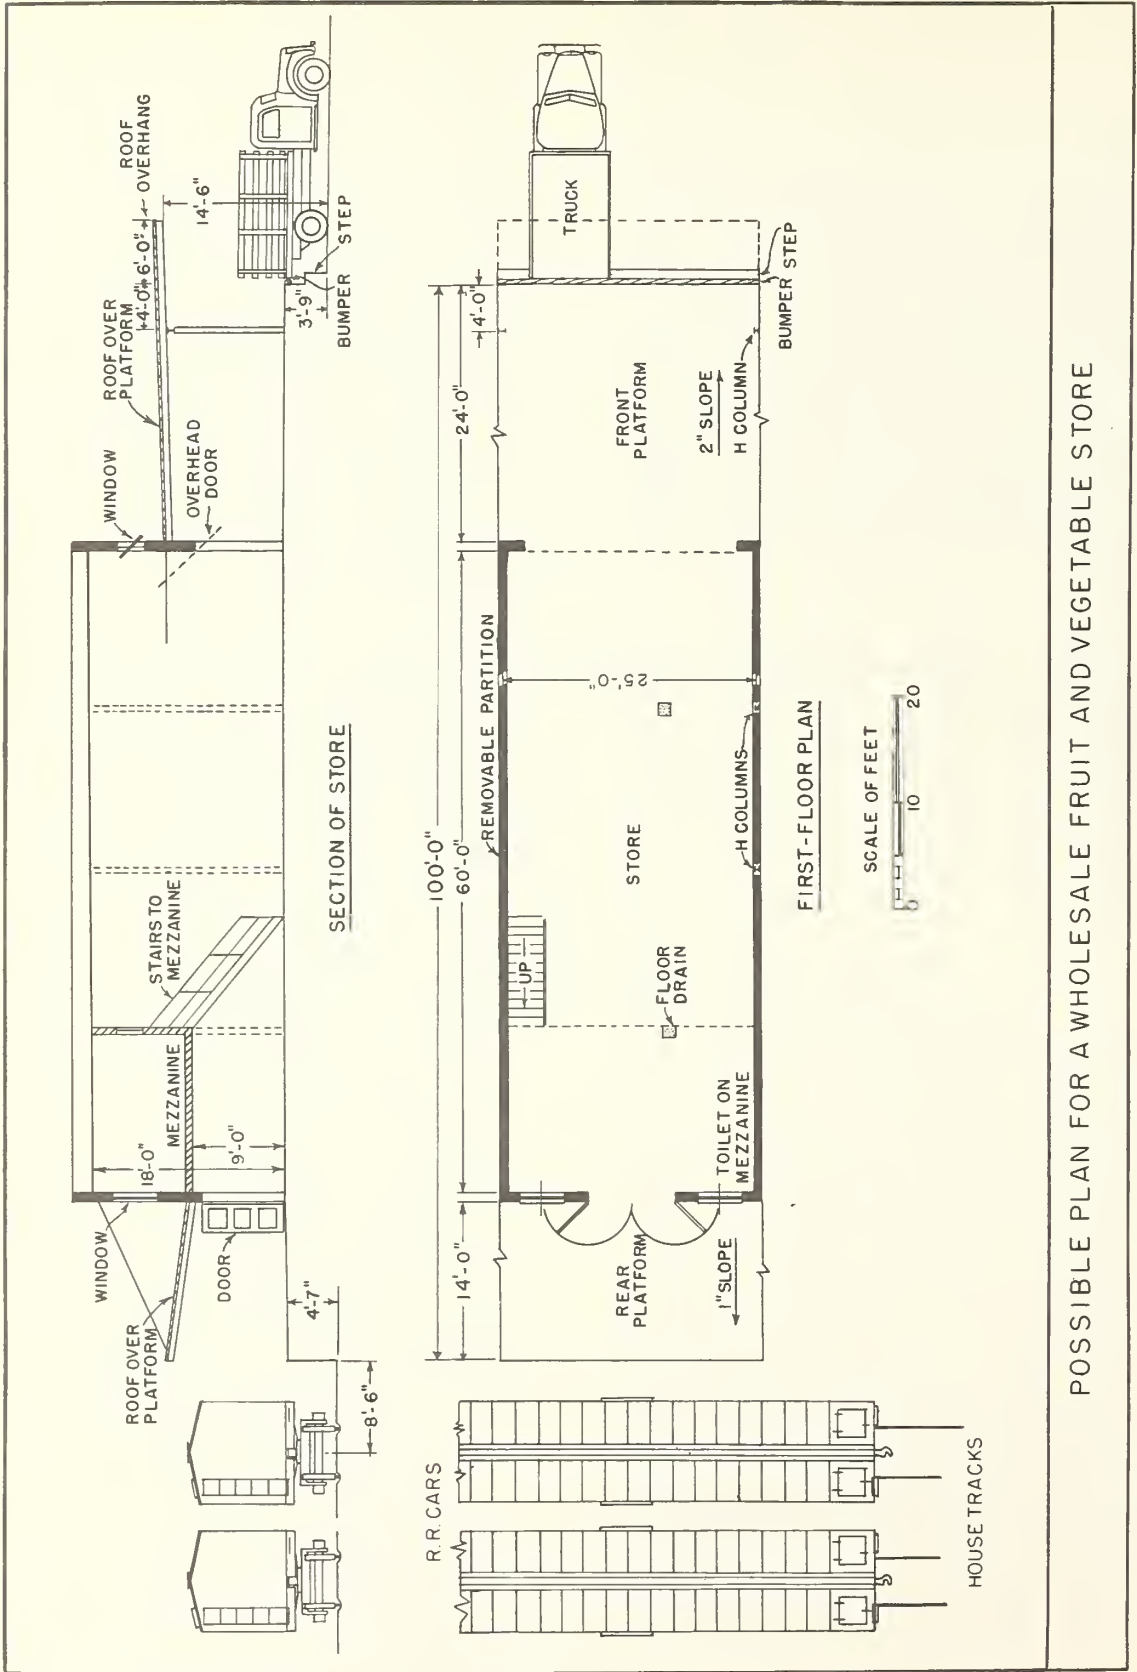 WINDOW
ROOF OVER
PLATFORM
18'-0"
MEZZANINE
9'-0"
DOOR
4'-7"
8'-6"
STAIRS TO
MEZZANINE
WINDOW
OVERHEAD
DOOR
ROOF OVER
PLATFORM
4'-0"
6'-0"
ROOF
OVERHANG
14'-6"
3'-9"
BUMPER
STEP
SECTION OF STORE
R.R. CARS
HOUSE TRACKS
100'-0"
14'-0"
60'-0"
24'-0"
4'-0"
REMOVABLE PARTITION
UP
FLOOR
DRAIN
STORE
25'-0"
REAR
PLATFORM
1" SLOPE
TOILET ON
MEZZANINE
H COLUMNS
FRONT
PLATFORM
2" SLOPE
H COLUMN
TRUCK
BUMPER
STEP
FIRST-FLOOR PLAN
SCALE OF FEET
0 10 20
POSSIBLE PLAN FOR A WHOLESALE FRUIT AND VEGETABLE STORE